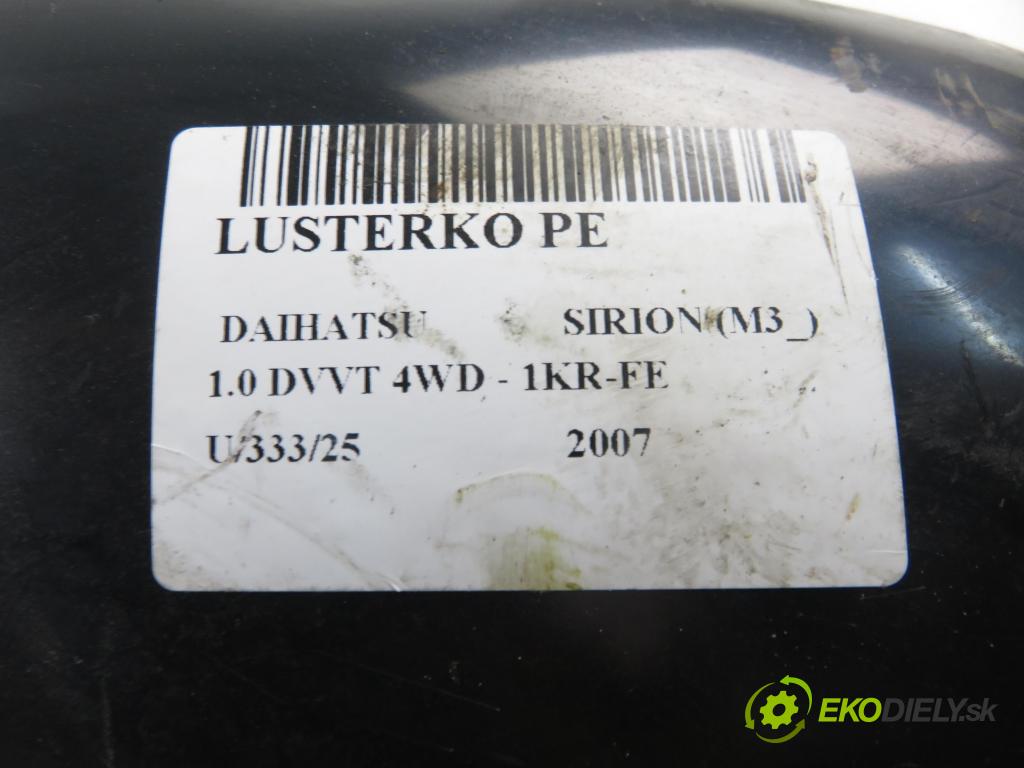 LUSTERKO PE
DAIHATSU SIRION (M3_)
1.0 DVVT 4WD - 1KR-FE
U/333/25 2007
EKODIELY.sk